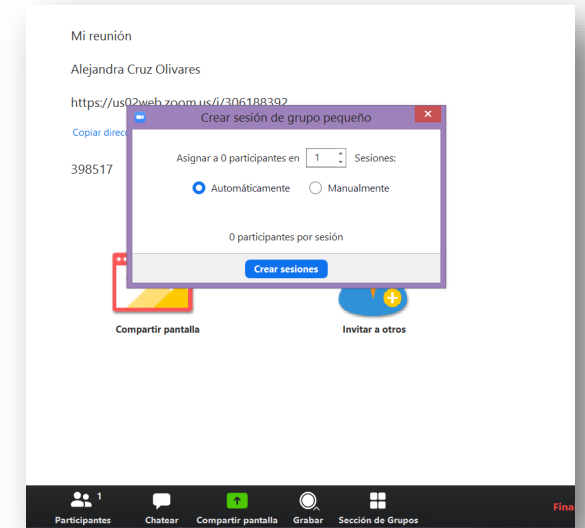 Mi reunión
Alejandra Cruz Olivares
https://us02web.zoom.us/j/306188392
Crear sesión de grupo pequeño
Copiar direc
Asignar a 0 participantes en 1 Sesiones:
398517
Automáticamente Manualmente
0 participantes por sesión
Crear sesiones
Compartir pantalla Invitar a otros
1
Participantes Chatear Compartir pantalla Grabar Sección de Grupos Fina